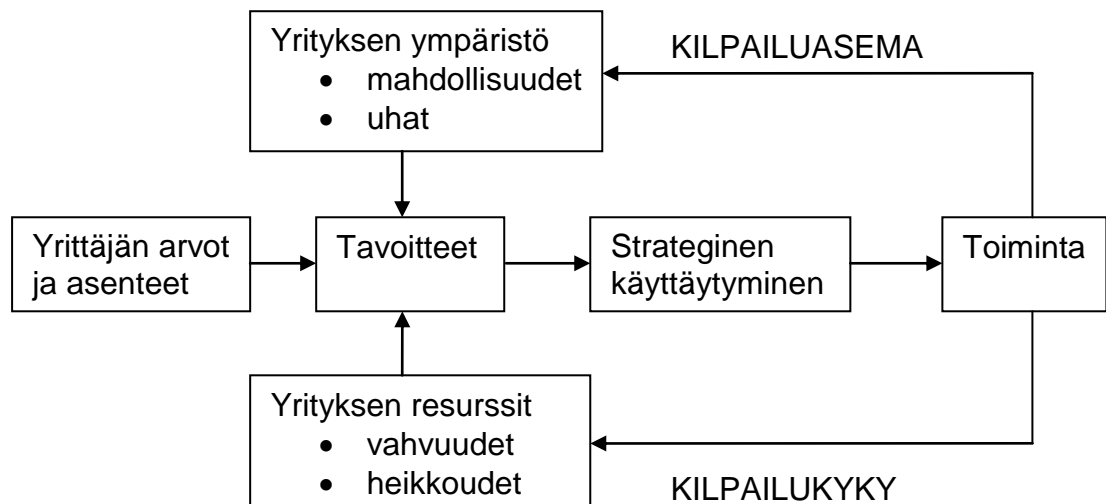 Yrityksen ympäristö
• mahdollisuudet
• uhat
KILPAILUASEMA
Yrittäjän arvot
ja asenteet
Tavoitteet
Strateginen
käyttäytyminen
Toiminta
Yrityksen resurssit
• vahvuudet
• heikkoudet
KILPAILUKYKY